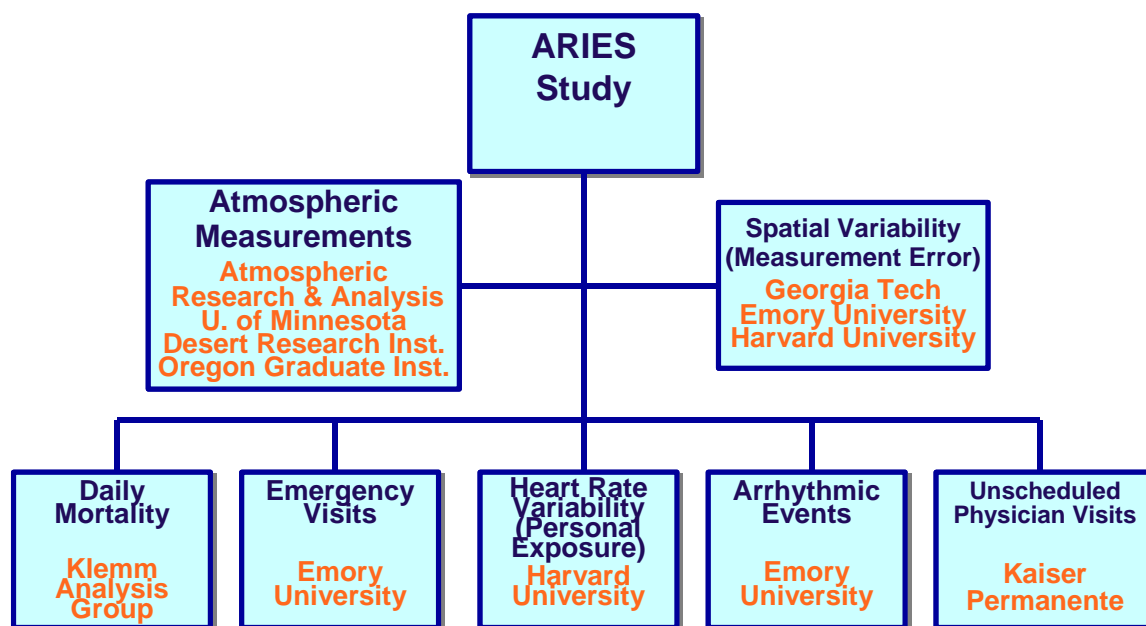 ARIES
Study
Atmospheric
Measurements
Atmospheric
Research & Analysis
U. of Minnesota
Desert Research Inst.
Oregon Graduate Inst.
Spatial Variability
(Measurement Error)
Georgia Tech
Emory University
Harvard University
Daily
Mortality
Klemm
Analysis
Group
Emergency
Visits
Emory
University
Heart Rate
Variability
(Personal
Exposure)
Harvard
University
Arrhythmic
Events
Emory
University
Unscheduled
Physician Visits
Kaiser
Permanente